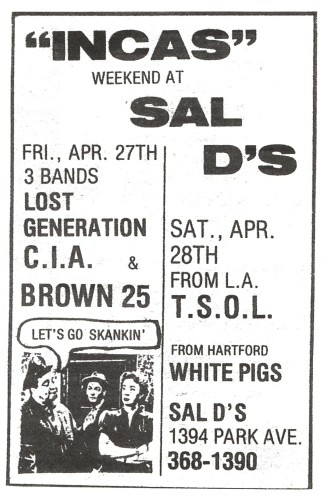 “INCAS”
WEEKEND AT
SAL
D’S
FRI., APR. 27TH
3 BANDS
LOST
GENERATION
C.I.A. &
BROWN 25
LET’S GO SKANKIN’
SAT., APR.
28TH
FROM L.A.
T.S.O.L.
FROM HARTFORD
WHITE PIGS
SAL D’S
1394 PARK AVE.
368-1390